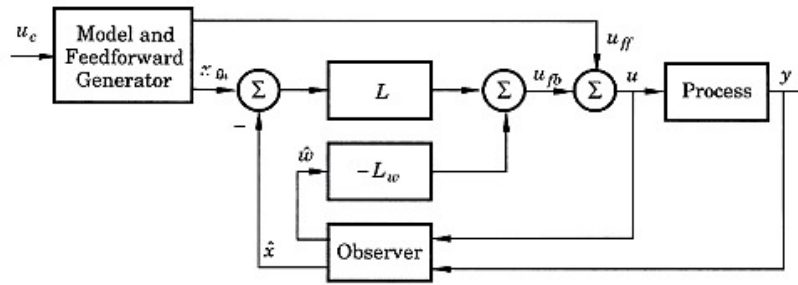 u_c
Model and
Feedforward
Generator
u_ff
Σ
L
Σ
u_fb
Σ
u
Process
y
−
ŵ
−L_w
x̂
Observer